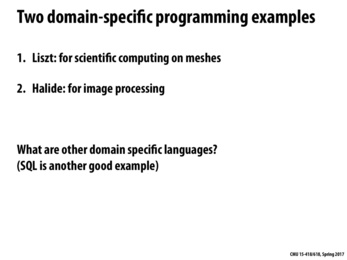 Two domain-specific programming examples
1. Liszt: for scientific computing on meshes
2. Halide: for image processing
What are other domain specific languages?
(SQL is another good example)
CMU 15-418/618, Spring 2017